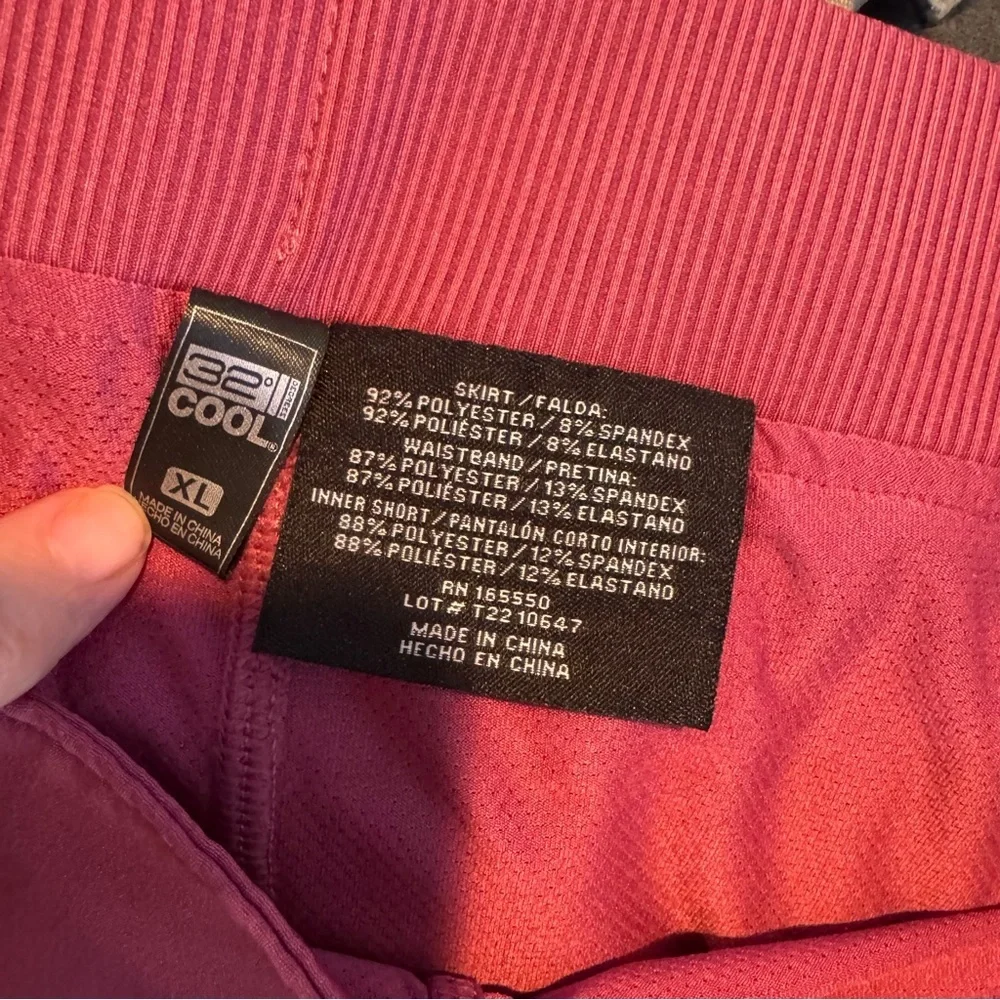 32°
DEGREES
COOL®
XL
MADE IN CHINA
HECHO EN CHINA
SKIRT/FALDA:
92% POLYESTER/8% SPANDEX
92% POLIÉSTER/8% ELASTANO
WAISTBAND/PRETINA:
87% POLYESTER/13% SPANDEX
87% POLIÉSTER/13% ELASTANO
INNER SHORT/PANTALÓN CORTO INTERIOR:
88% POLYESTER/12% SPANDEX
88% POLIÉSTER/12% ELASTANO
RN 165550
LOT# T2210647
MADE IN CHINA
HECHO EN CHINA